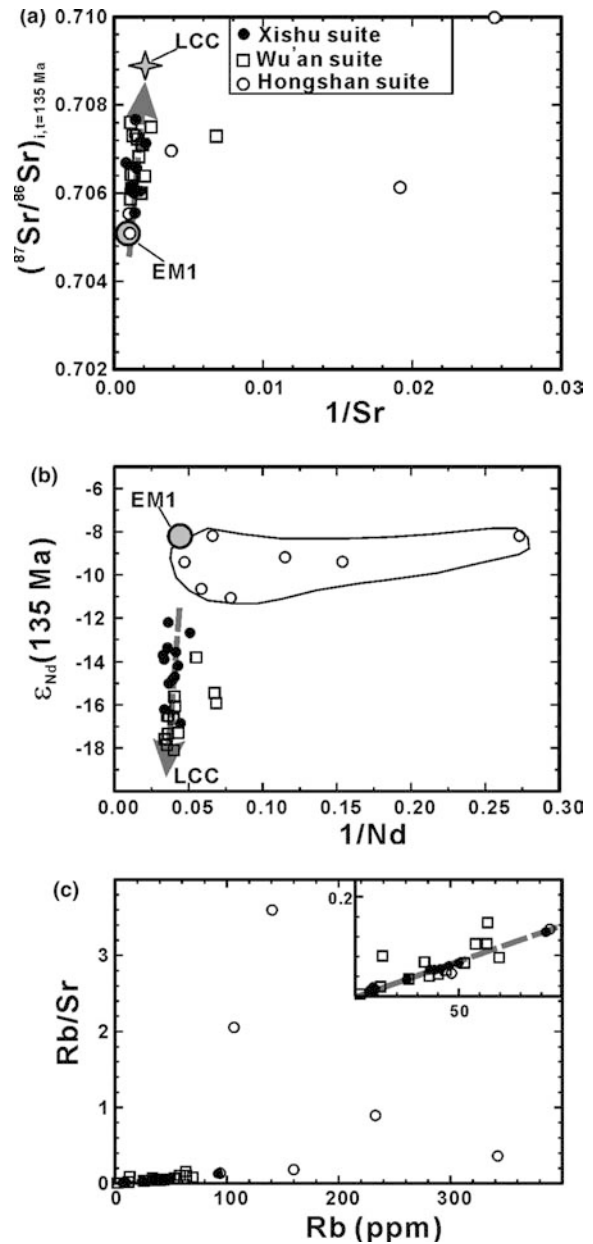 (a)
0.710
LCC
● Xishu suite
□ Wu'an suite
○ Hongshan suite
0.708
0.706
0.704
0.702
(⁸⁷Sr/⁸⁶Sr)i,t=135 Ma
EM1
0.00
0.01
0.02
0.03
1/Sr
(b)
-6
-8
-10
-12
-14
-16
-18
εNd(135 Ma)
EM1
LCC
0.00
0.05
0.10
0.15
0.20
0.25
0.30
1/Nd
(c)
3
2
1
0
Rb/Sr
0.2
50
0
100
200
300
Rb (ppm)